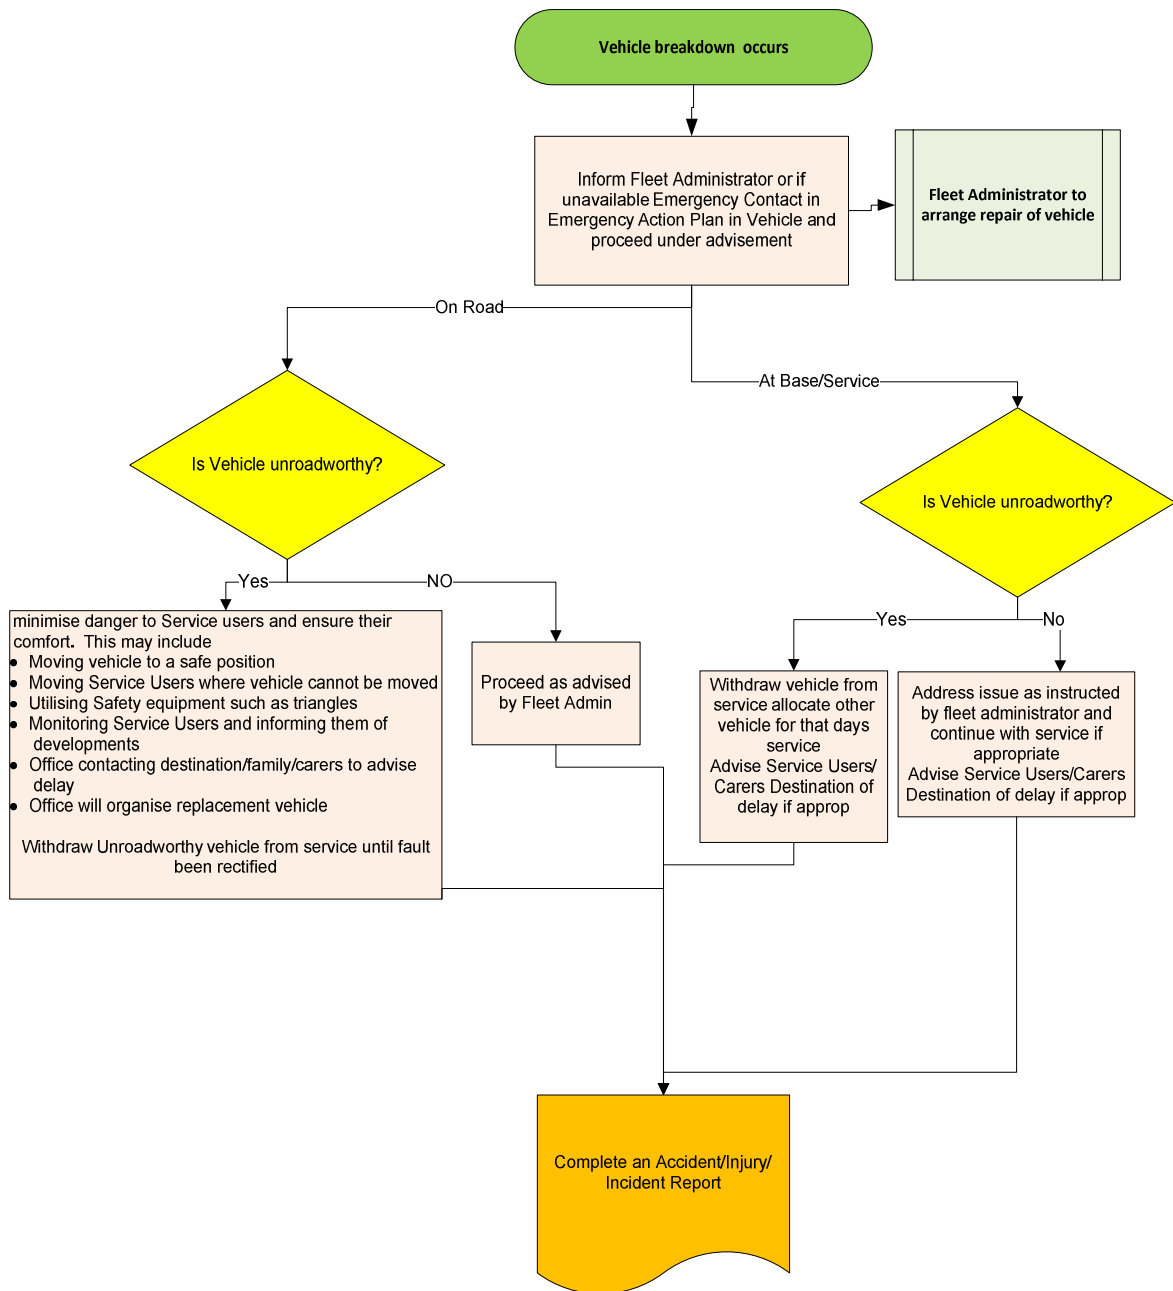 Vehicle breakdown  occurs
Inform Fleet Administrator or if
unavailable Emergency Contact in
Emergency Action Plan in Vehicle and
proceed under advisement
Fleet Administrator to
arrange repair of vehicle
On Road
At Base/Service
Is Vehicle unroadworthy?
Is Vehicle unroadworthy?
Yes
NO
Yes
No
minimise danger to Service users and ensure their
comfort.  This may include
• Moving vehicle to a safe position
• Moving Service Users where vehicle cannot be moved
• Utilising Safety equipment such as triangles
• Monitoring Service Users and informing them of
developments
• Office contacting destination/family/carers to advise
delay
• Office will organise replacement vehicle
Withdraw Unroadworthy vehicle from service until fault
been rectified
Proceed as advised
by Fleet Admin
Withdraw vehicle from
service allocate other
vehicle for that days
service
Advise Service Users/
Carers Destination of
delay if approp
Address issue as instructed
by fleet administrator and
continue with service if
appropriate
Advise Service Users/Carers
Destination of delay if approp
Complete an Accident/Injury/
Incident Report